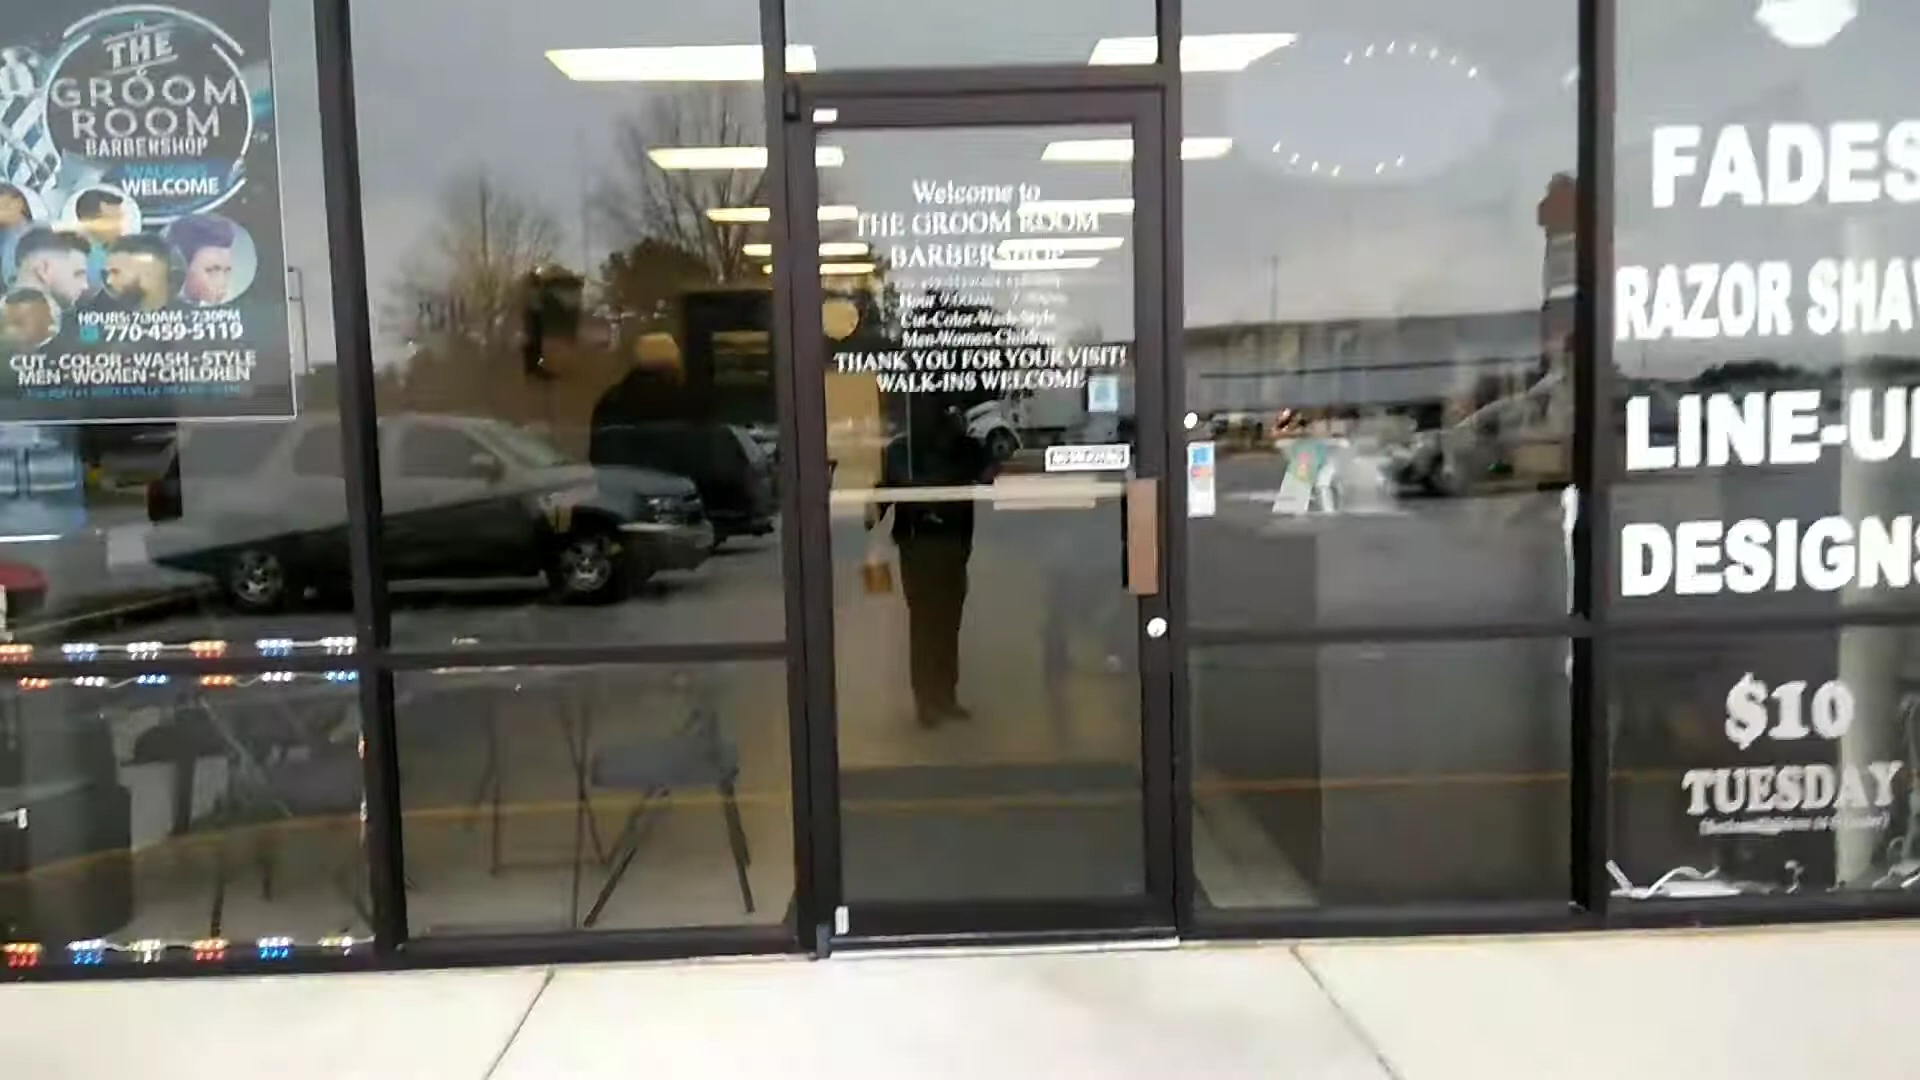 THE
GROOM
ROOM
BARBERSHOP
WELCOME
HOURS: 7:30AM - 7:30PM
770-459-5119
CUT - COLOR - WASH - STYLE
MEN - WOMEN - CHILDREN
Welcome to
THE GROOM ROOM
BARBERSHOP
Hour
Cut-Color-Wash-Style
Men-Women-Children
THANK YOU FOR YOUR VISIT!
WALK-INS WELCOME
FADES
RAZOR SHAV
LINE-U
DESIGNS
$10
TUESDAY